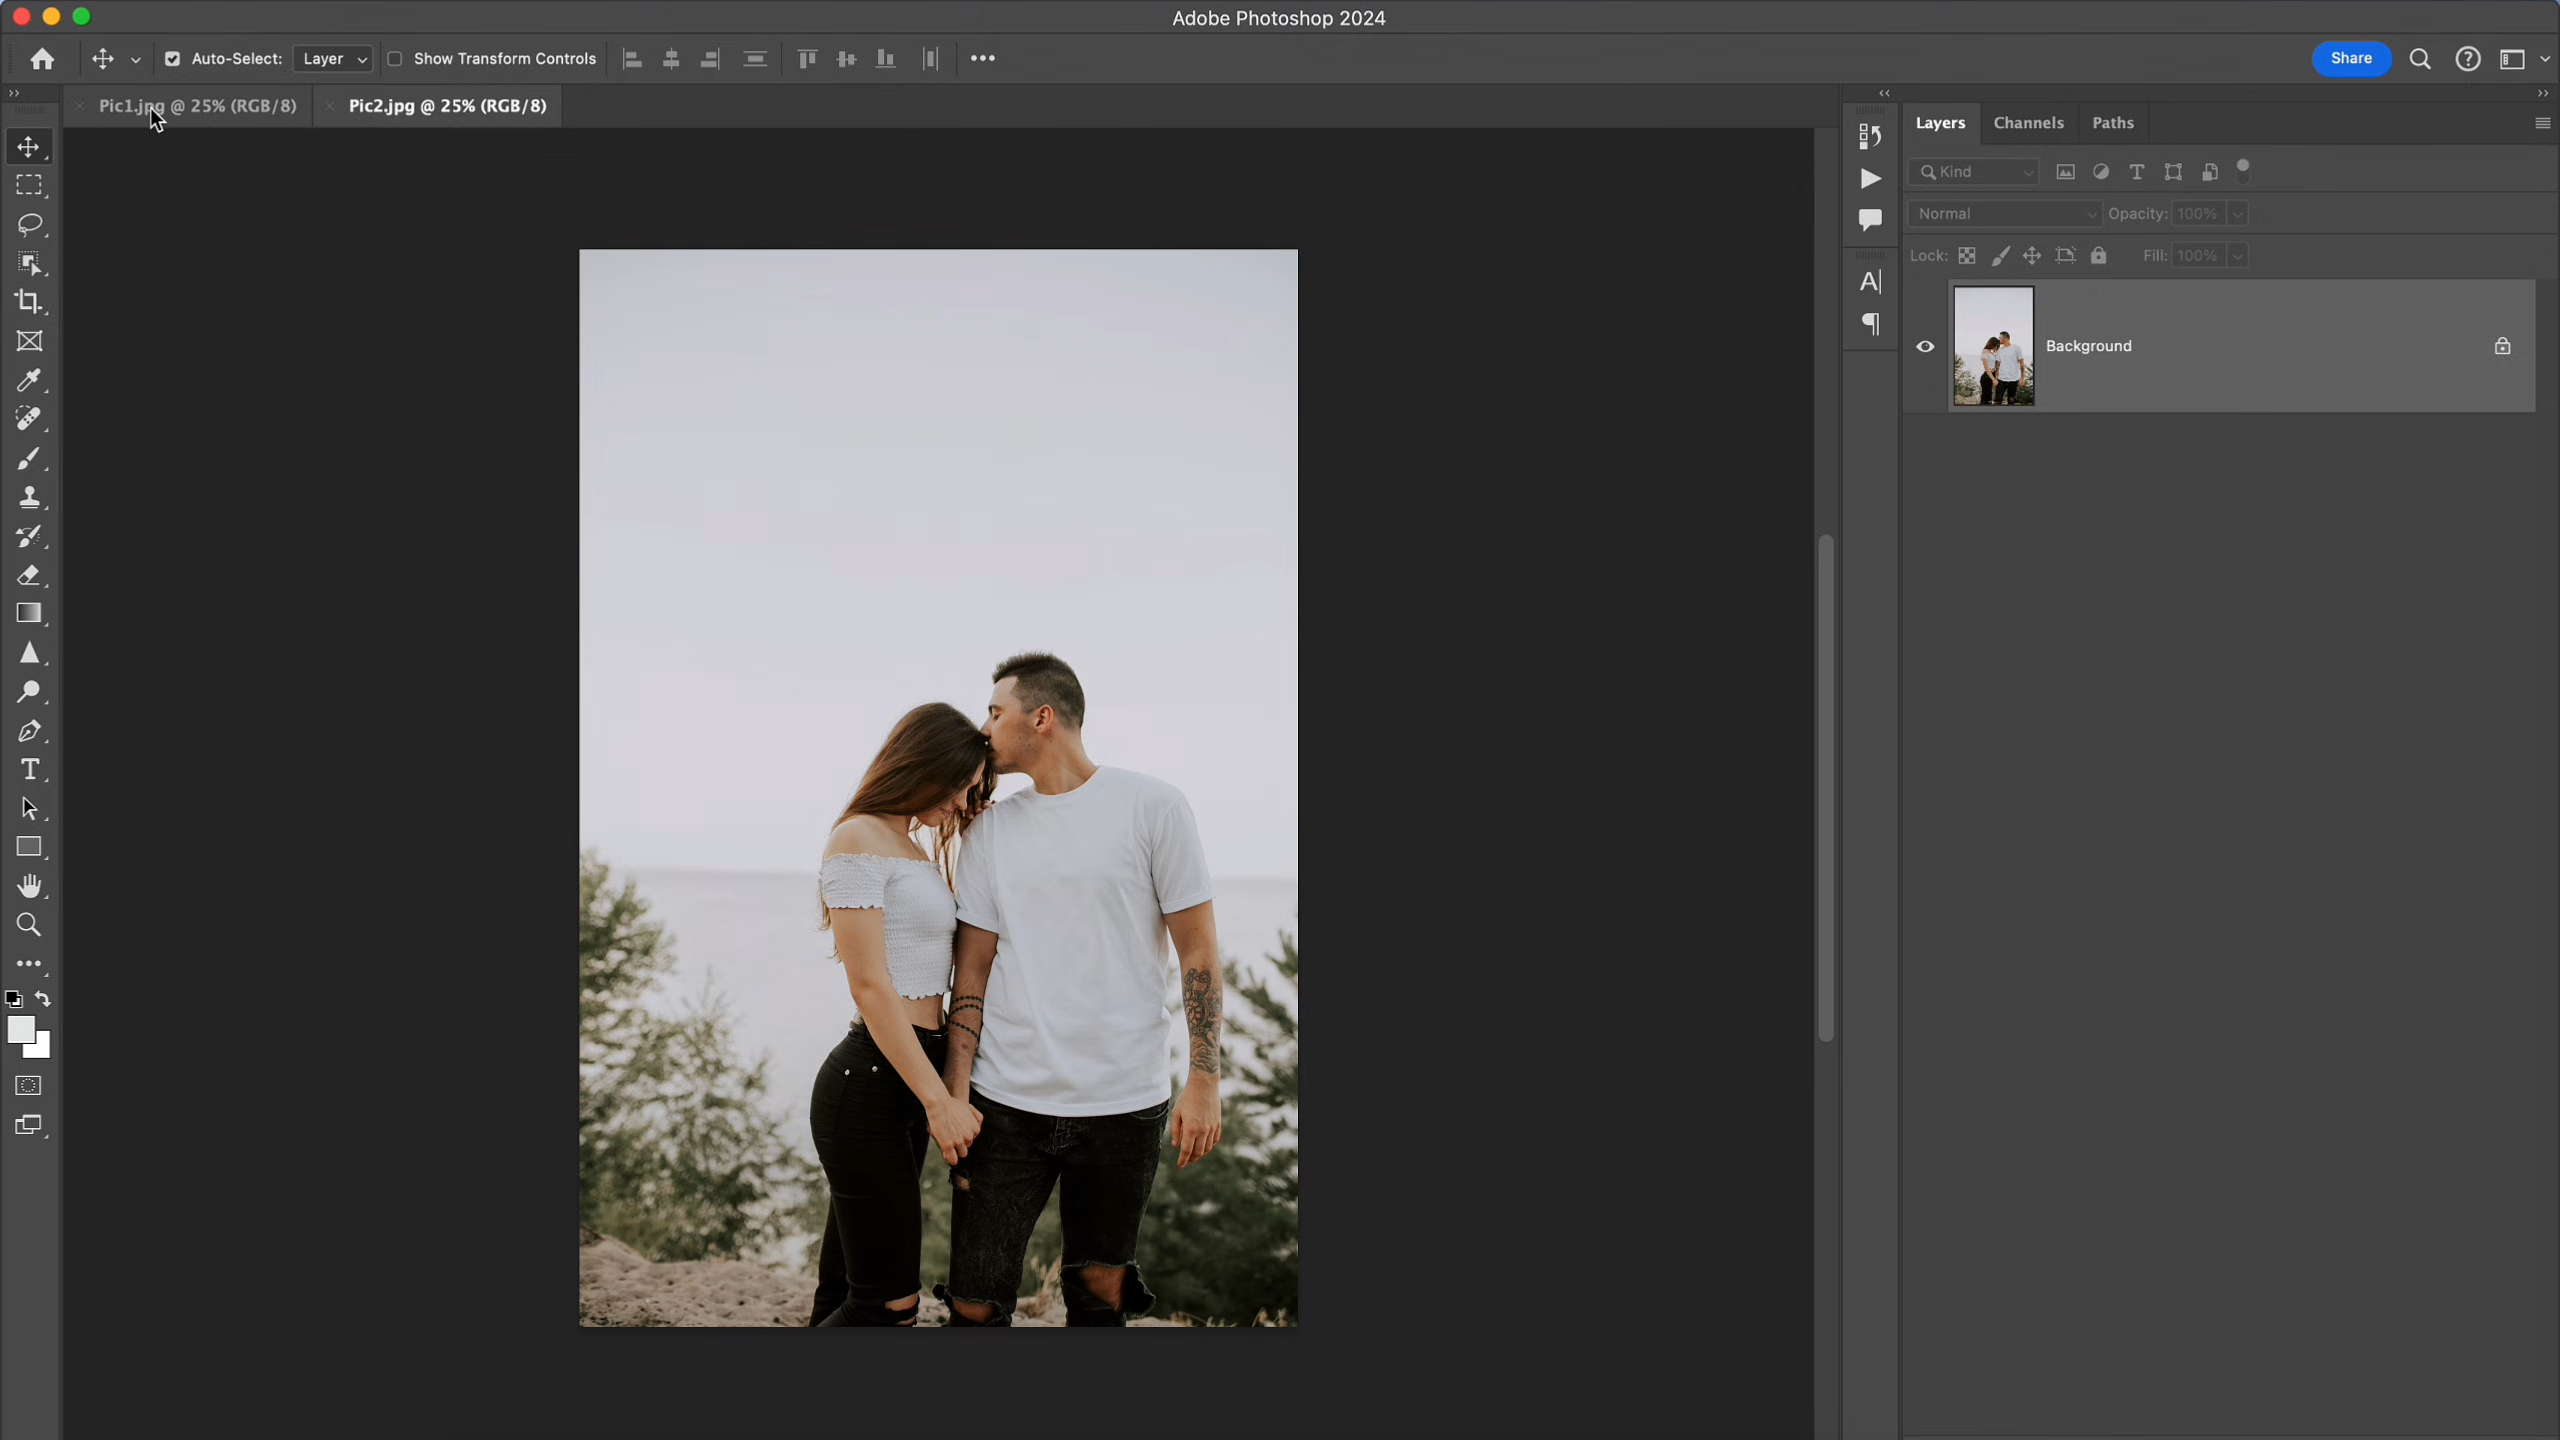 Adobe Photoshop 2024
Auto-Select: Layer Show Transform Controls Share
Pic1.jpg @ 25% (RGB/8) Pic2.jpg @ 25% (RGB/8)
Layers Channels Paths
Kind
Normal Opacity: 100%
Lock: Fill: 100%
Background